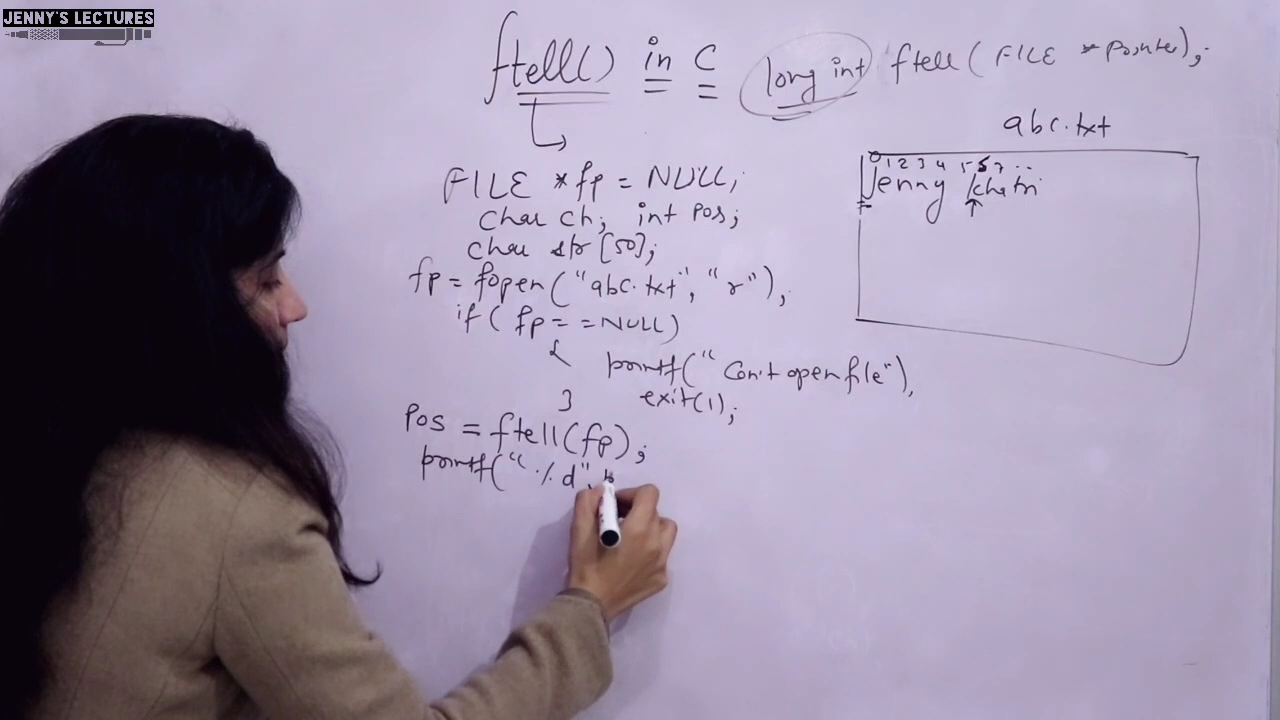 JENNY'S LECTURES
ftell() in C long int ftell(FILE *Pointer);
abc.txt
0 1 2 3 4 5 6 7 ..
Jenny khatri
FILE *fp = NULL;
char ch; int pos;
char str[50];
fp = fopen("abc.txt", "r");
if( fp==NULL)
{ printf("Can't open file"),
} exit(1);
Pos = ftell(fp);
printf("%d",